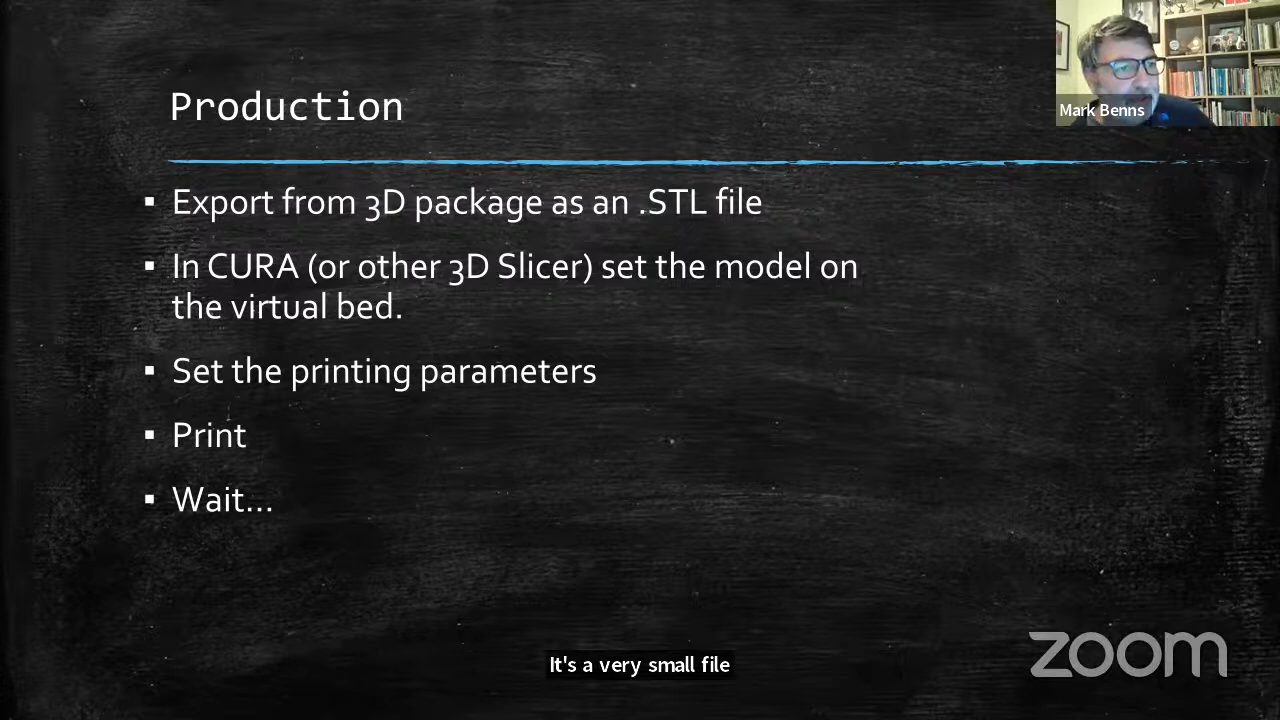 Production
Mark Benns
▪ Export from 3D package as an .STL file
▪ In CURA (or other 3D Slicer) set the model on
the virtual bed.
▪ Set the printing parameters
▪ Print
▪ Wait...
It's a very small file
zoom